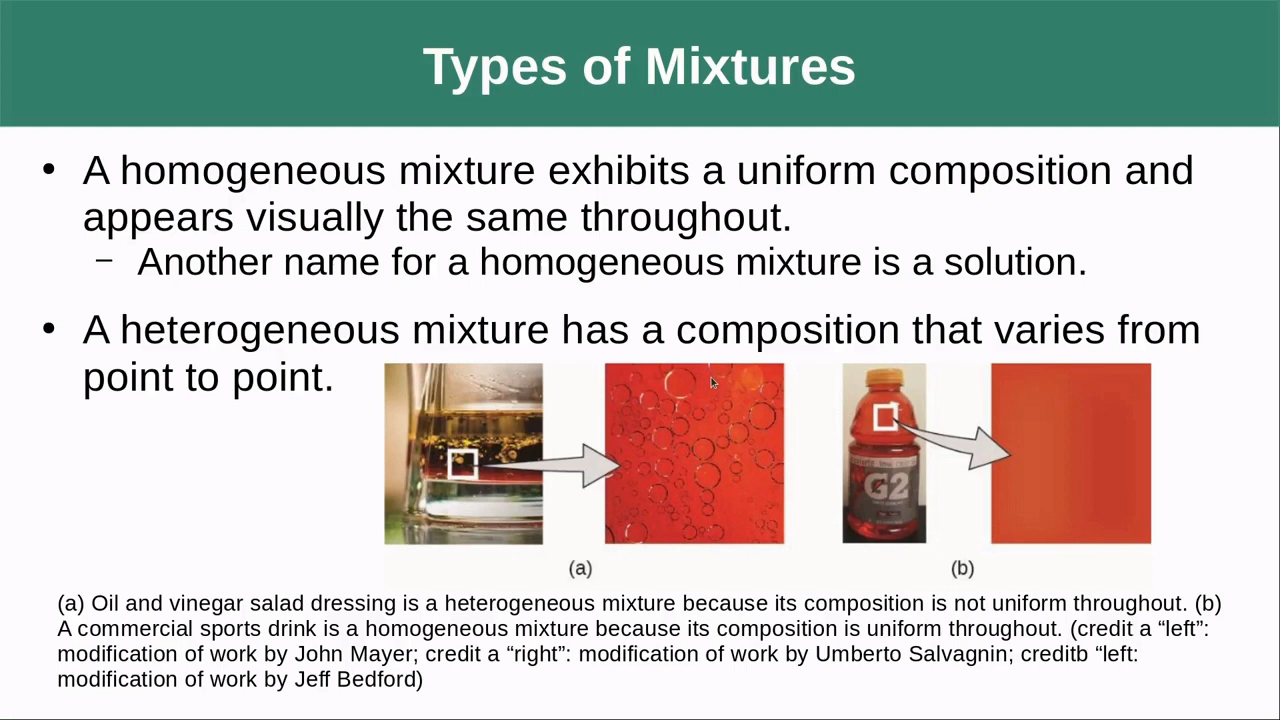 Types of Mixtures
• A homogeneous mixture exhibits a uniform composition and
appears visually the same throughout.
– Another name for a homogeneous mixture is a solution.
• A heterogeneous mixture has a composition that varies from
point to point.
G2
(a)
(b)
(a) Oil and vinegar salad dressing is a heterogeneous mixture because its composition is not uniform throughout. (b)
A commercial sports drink is a homogeneous mixture because its composition is uniform throughout. (credit a “left”:
modification of work by John Mayer; credit a “right”: modification of work by Umberto Salvagnin; creditb “left:
modification of work by Jeff Bedford)